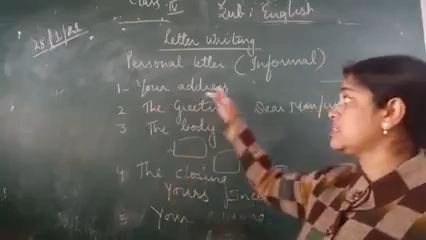 Class: IV Sub: English
Letter Writing
Personal letter (Informal)
1- Your address
2 The Greeting Dear Mom/
3 The body
4 The closing
Yours
5 Your